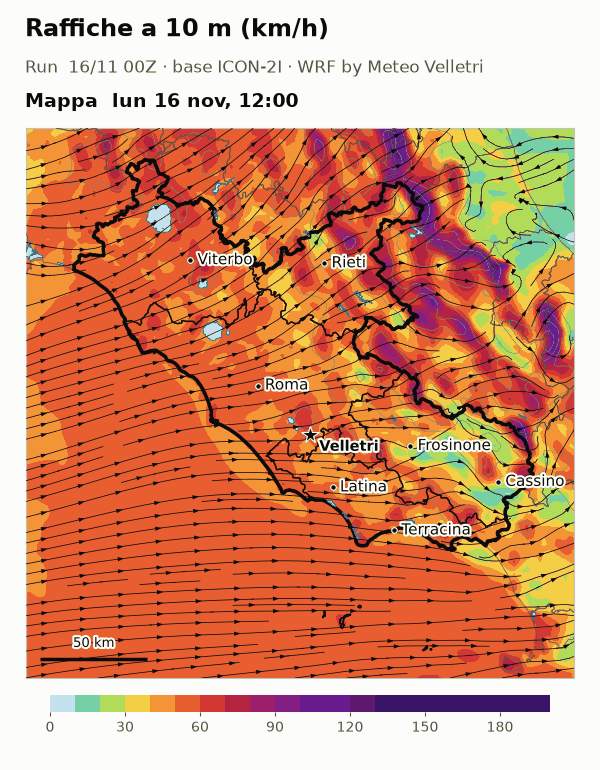 Raffiche a 10 m (km/h)
Run  16/11 00Z · base ICON-2I · WRF by Meteo Velletri
Mappa  lun 16 nov, 12:00
Viterbo
Rieti
Roma
Velletri
Frosinone
Cassino
Latina
Terracina
50 km
0 30 60 90 120 150 180